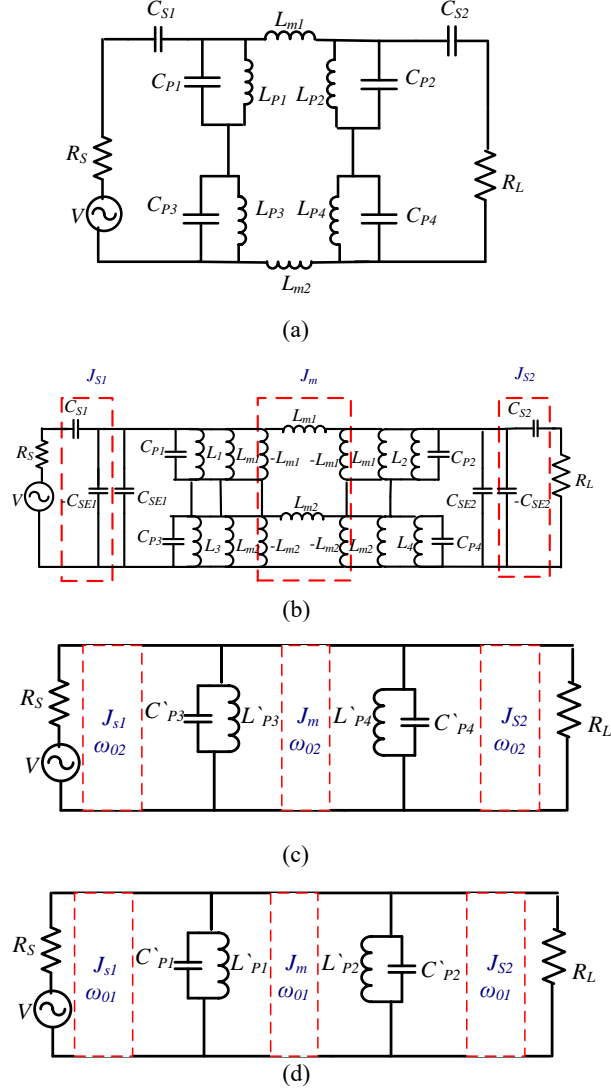 C_S1 L_m1 C_S2
C_P1 L_P1 L_P2 C_P2
R_S R_L
C_P3 L_P3 L_P4 C_P4
V
L_m2
(a)
J_S1 J_m J_S2
C_S1 L_m1 C_S2
R_S C_P1 L_1 L_m1 -L_m1 -L_m1 L_m1 L_2 C_P2 R_L
V -C_SE1 C_SE1 L_m2 C_SE2 -C_SE2
C_P3 L_3 L_m2 -L_m2 -L_m2 L_m2 L_4 C_P4
(b)
R_S J_s1 C`_P3 L`_P3 J_m L`_P4 C`_P4 J_S2 R_L
V ω_02 ω_02 ω_02
(c)
R_S J_s1 C`_P1 L`_P1 J_m L`_P2 C`_P2 J_S2 R_L
V ω_01 ω_01 ω_01
(d)